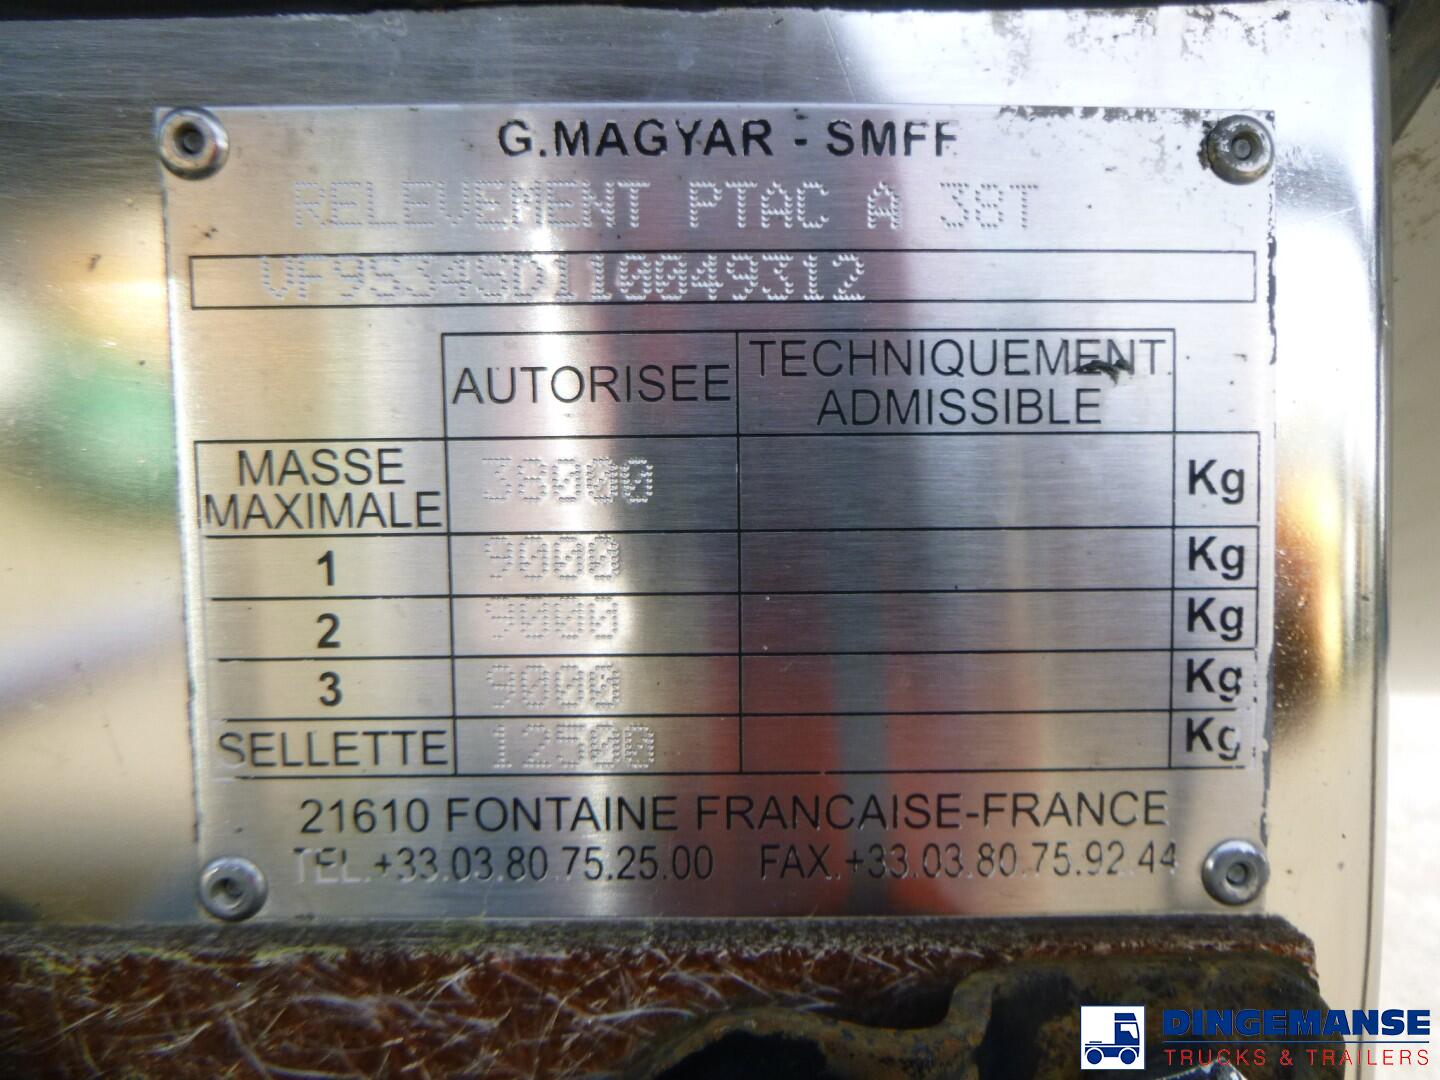 G.MAGYAR - SMFF
RELEVEMENT PTAC A 38T
VF9S34SD110049312
AUTORISEE
TECHNIQUEMENT
ADMISSIBLE
MASSE
MAXIMALE 38000 Kg
1 9000 Kg
2 9000 Kg
3 9000 Kg
SELLETTE 12500 Kg
21610 FONTAINE FRANCAISE-FRANCE
TEL.+33.03.80.75.25.00 FAX.+33.03.80.75.92.44
DINGEMANSE
TRUCKS & TRAILERS